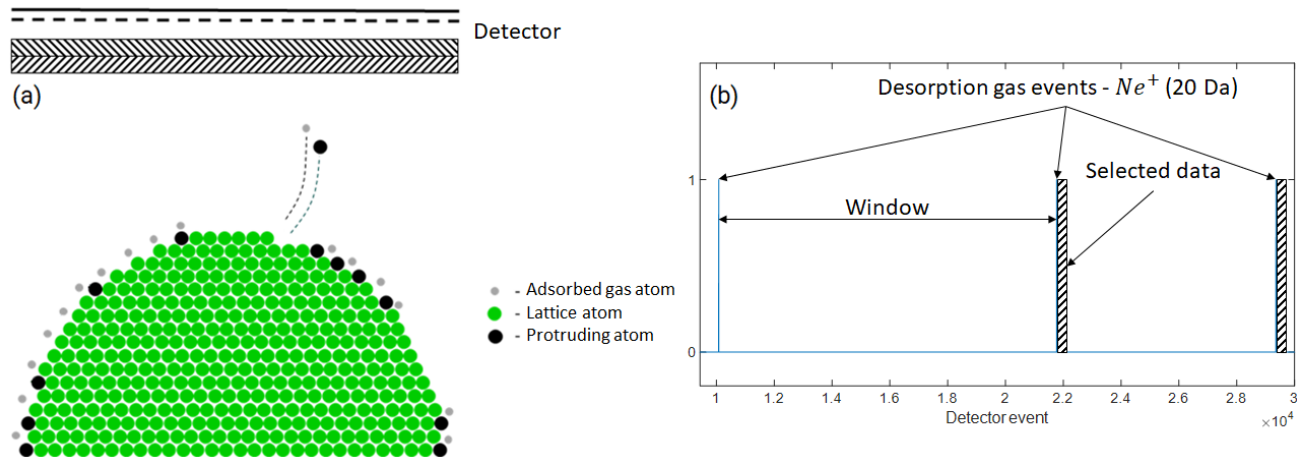 Detector
(a)
- Adsorbed gas atom
- Lattice atom
- Protruding atom
(b)
Desorption gas events - Ne⁺ (20 Da)
Selected data
Window
1
0
1 1.2 1.4 1.6 1.8 2 2.2 2.4 2.6 2.8 3
Detector event
×10⁴